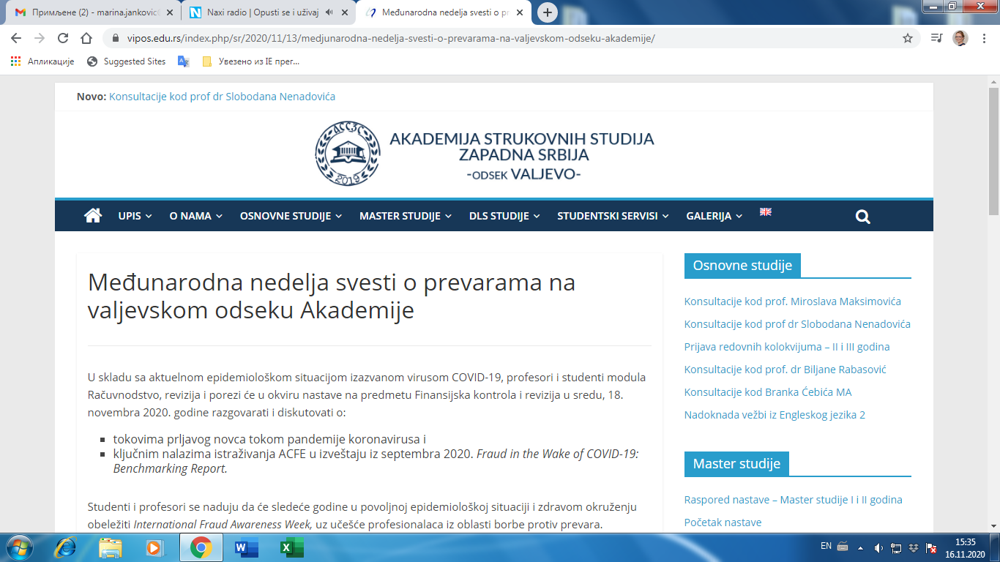 Примљене (2) - marina.jankovic
Naxi radio | Opusti se i uživaj
Međunarodna nedelja svesti o pr
vipos.edu.rs/index.php/sr/2020/11/13/medjunarodna-nedelja-svesti-o-prevarama-na-valjevskom-odseku-akademije/
Апликације Suggested Sites Увезено из IE прег...
Novo: Konsultacije kod prof dr Slobodana Nenadovića
ACCЗC
2019
AKADEMIJA STRUKOVNIH STUDIJA
ZAPADNA SRBIJA
-ODSEK VALJEVO-
UPIS O NAMA OSNOVNE STUDIJE MASTER STUDIJE DLS STUDIJE STUDENTSKI SERVISI GALERIJA
Međunarodna nedelja svesti o prevarama na
valjevskom odseku Akademije
U skladu sa aktuelnom epidemiološkom situacijom izazvanom virusom COVID-19, profesori i studenti modula
Računvodstvo, revizija i porezi će u okviru nastave na predmetu Finansijska kontrola i revizija u sredu, 18.
novembra 2020. godine razgovarati i diskutovati o:
tokovima prljavog novca tokom pandemije koronavirusa i
ključnim nalazima istraživanja ACFE u izveštaju iz septembra 2020. Fraud in the Wake of COVID-19:
Benchmarking Report.
Studenti i profesori se naduju da će sledeće godine u povoljnoj epidemiološkoj situaciji i zdravom okruženju
obeležiti International Fraud Awareness Week, uz učešće profesionalaca iz oblasti borbe protiv prevara.
Osnovne studije
Konsultacije kod prof. Miroslava Maksimovića
Konsultacije kod prof dr Slobodana Nenadovića
Prijava redovnih kolokvijuma – II i III godina
Konsultacije kod prof. dr Biljane Rabasović
Konsultacije kod Branka Ćebića MA
Nadoknada vežbi iz Engleskog jezika 2
Master studije
Raspored nastave – Master studije I i II godina
Početak nastave
EN
15:35
16.11.2020